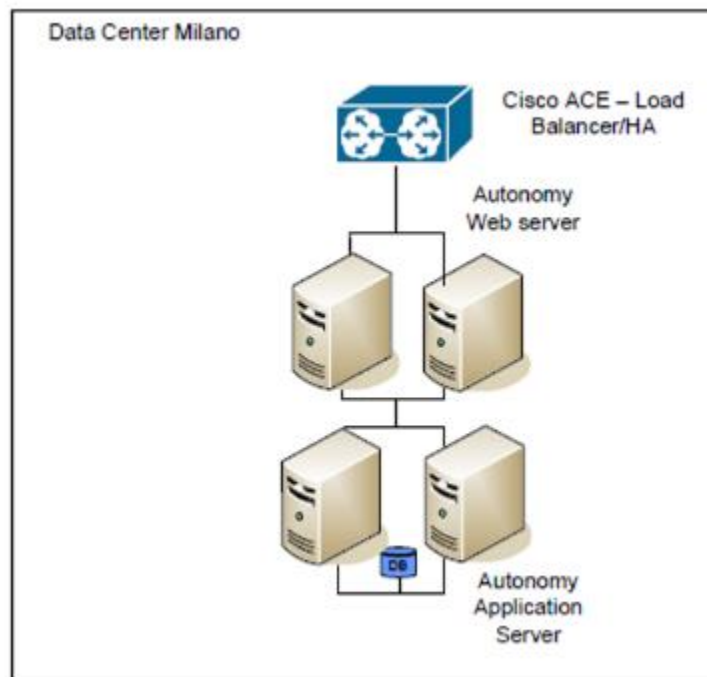 Data Center Milano
Cisco ACE – Load
Balancer/HA
Autonomy
Web server
DB
Autonomy
Application
Server